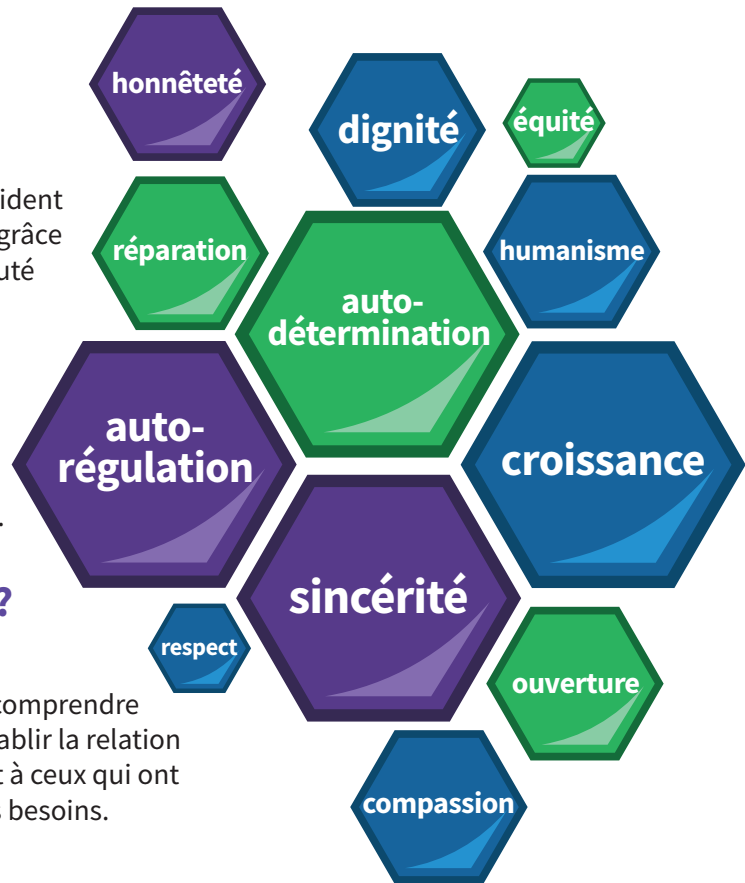 honnêteté
dignité
équité
ident
grâce
uté
réparation
humanisme
auto-
détermination
auto-
régulation
croissance
.
?
sincérité
respect
comprendre
ablir la relation
t à ceux qui ont
s besoins.
ouverture
compassion